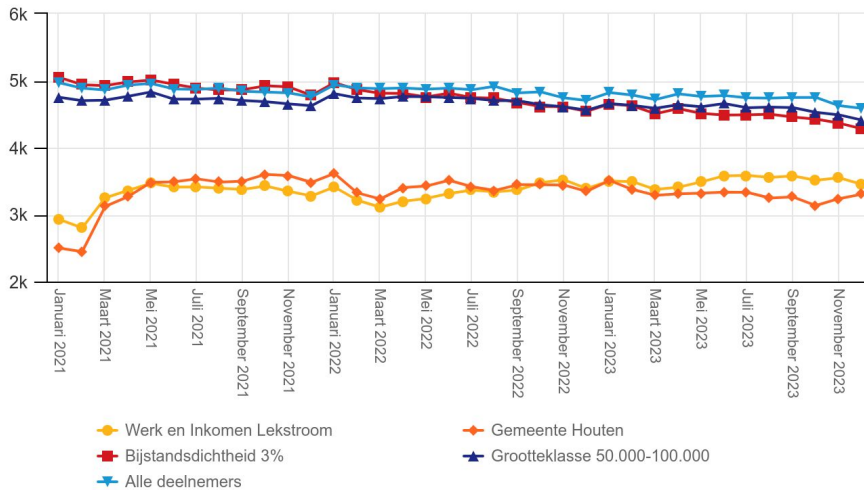 6k
5k
4k
3k
2k
Januari 2021
Maart 2021
Mei 2021
Juli 2021
September 2021
November 2021
Januari 2022
Maart 2022
Mei 2022
Juli 2022
September 2022
November 2022
Januari 2023
Maart 2023
Mei 2023
Juli 2023
September 2023
November 2023
Werk en Inkomen Lekstroom
Gemeente Houten
Bijstandsdichtheid 3%
Grootteklasse 50.000-100.000
Alle deelnemers